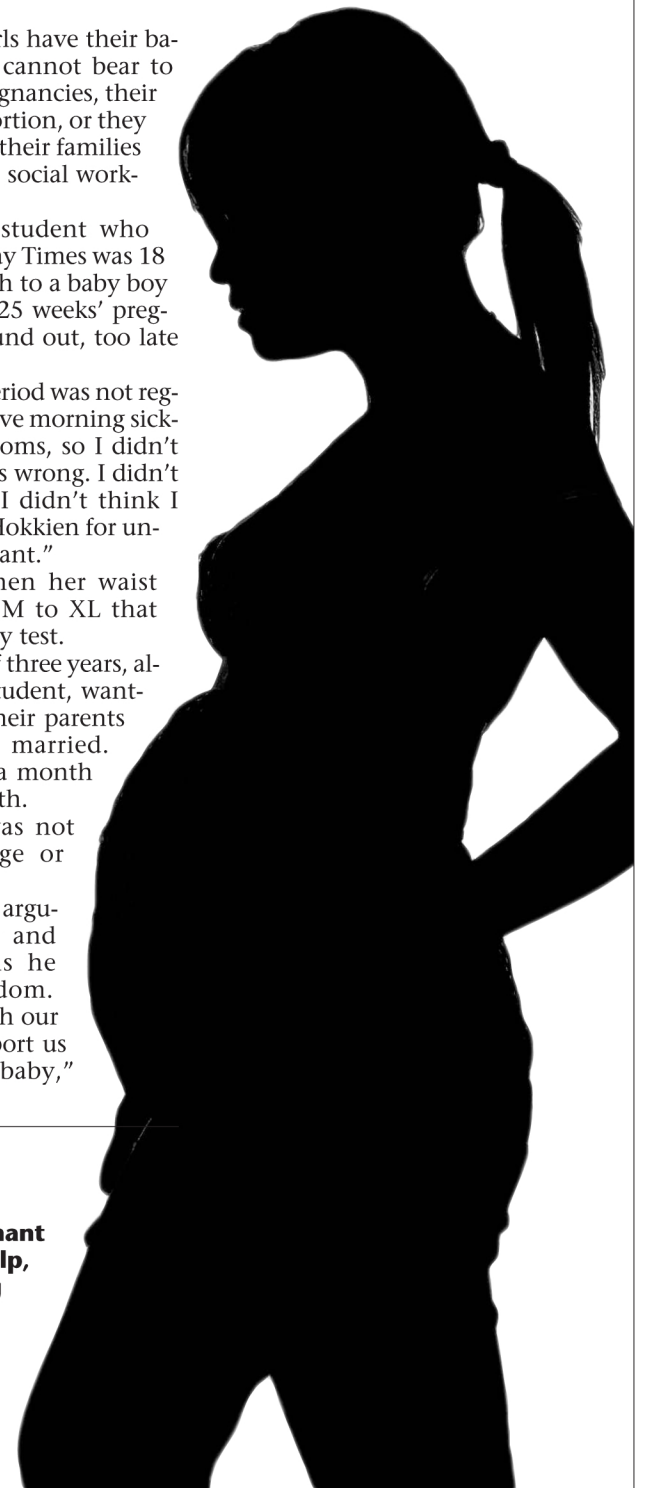 rls have their ba-
cannot bear to
gnancies, their
ortion, or they
their families
social work-
student who
ay Times was 18
h to a baby boy
25 weeks’ preg-
und out, too late
eriod was not reg-
ve morning sick-
oms, so I didn’t
s wrong. I didn’t
I didn’t think I
Hokkien for un-
ant.”
hen her waist
M to XL that
y test.
f three years, al-
tudent, want-
heir parents
married.
a month
th.
was not
ge or
argu-
and
as he
dom.
h our
port us
baby,”
nant
lp,